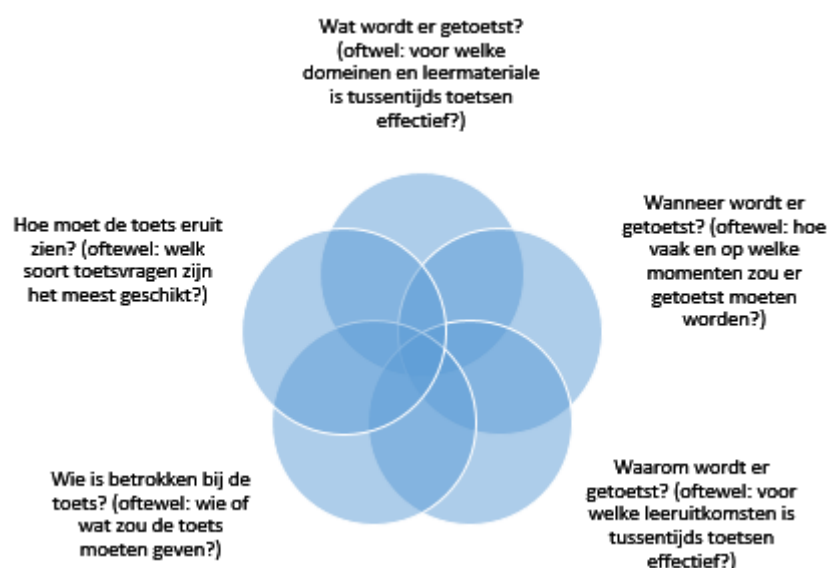 Wat wordt er getoetst?
(oftwel: voor welke
domeinen en leermateriale
is tussentijds toetsen
effectief?)
Hoe moet de toets eruit
zien? (oftewel: welk
soort toetsvragen zijn
het meest geschikt?)
Wanneer wordt er
getoetst? (oftewel: hoe
vaak en op welke
momenten zou er
getoetst moeten
worden?)
Wie is betrokken bij de
toets? (oftewel: wie of
wat zou de toets
moeten geven?)
Waarom wordt er
getoetst? (oftewel: voor
welke leeruitkomsten is
tussentijds toetsen
effectief?)